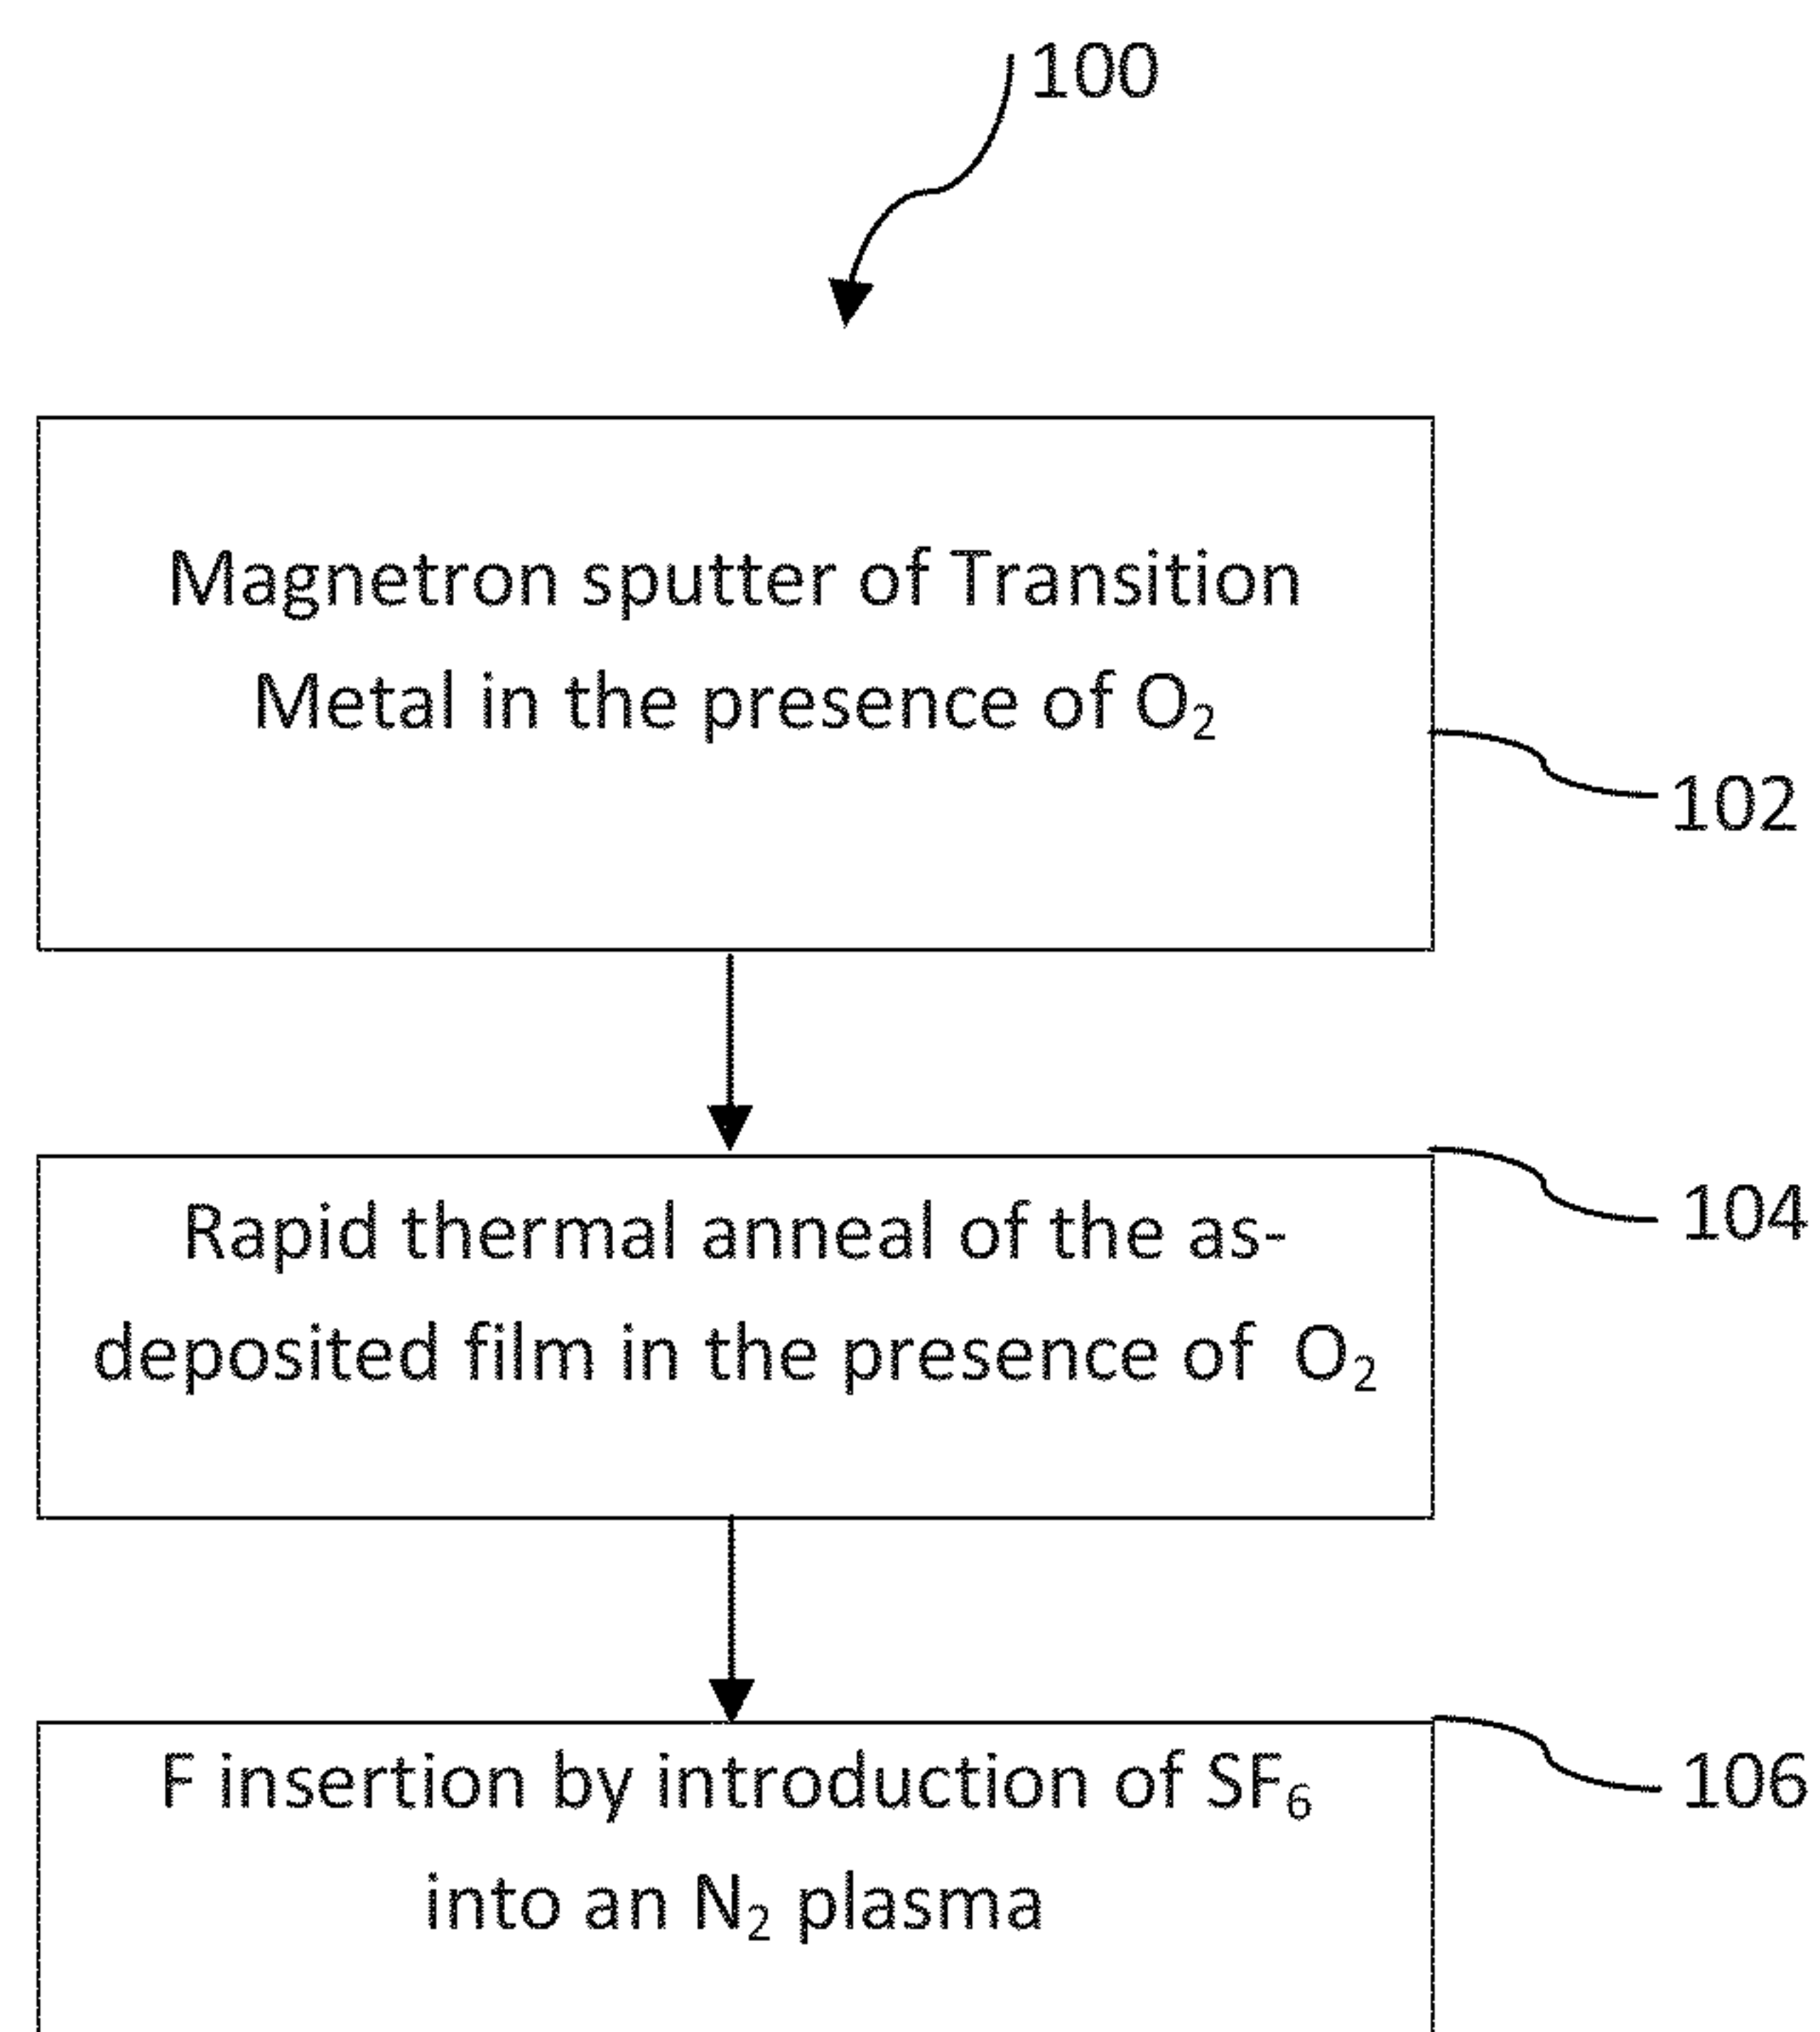 100
Magnetron sputter of Transition
Metal in the presence of O₂
102
Rapid thermal anneal of the as-
deposited film in the presence of O₂
104
F insertion by introduction of SF₆
into an N₂ plasma
106